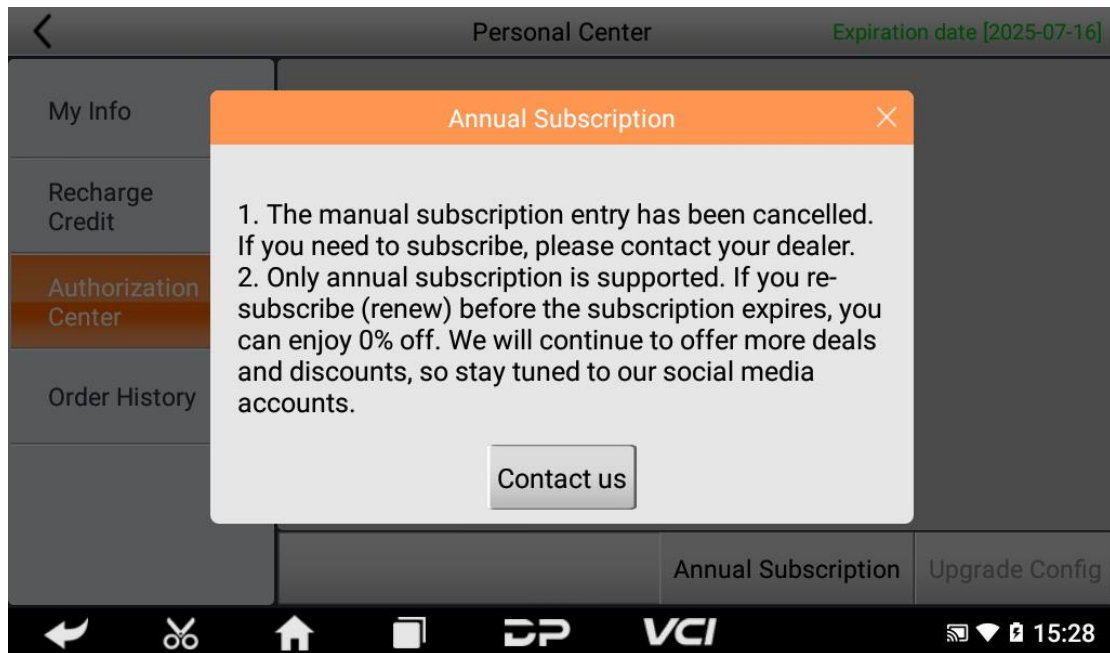 Personal Center
Expiration date [2025-07-16]
My Info
Recharge
Credit
Authorization
Center
Order History
Annual Subscription
1. The manual subscription entry has been cancelled.
If you need to subscribe, please contact your dealer.
2. Only annual subscription is supported. If you re-
subscribe (renew) before the subscription expires, you
can enjoy 0% off. We will continue to offer more deals
and discounts, so stay tuned to our social media
accounts.
Contact us
Annual Subscription
Upgrade Config
DP
VCI
15:28